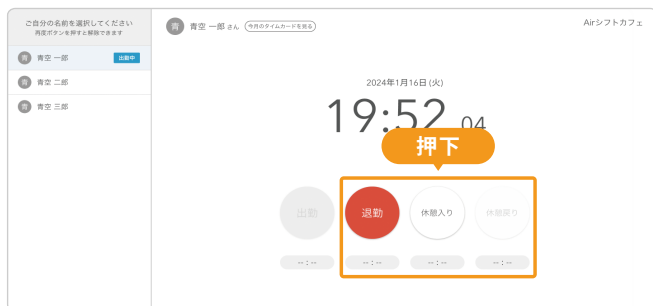 ご自分の名前を選択してください
再度ボタンを押すと解除できます
青 青空 一郎 出勤中
青 青空 二郎
青 青空 三郎
青 青空 一郎 さん 今月のタイムカードを見る
Airシフトカフェ
2024年1月16日(火)
19:52 04
押下
出勤 退勤 休憩入り 休憩戻り
--:-- --:-- --:-- --:--